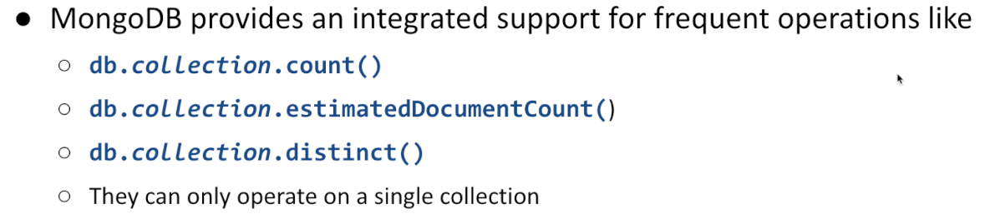 ● MongoDB provides an integrated support for frequent operations like
○ db.collection.count()
○ db.collection.estimatedDocumentCount()
○ db.collection.distinct()
○ They can only operate on a single collection